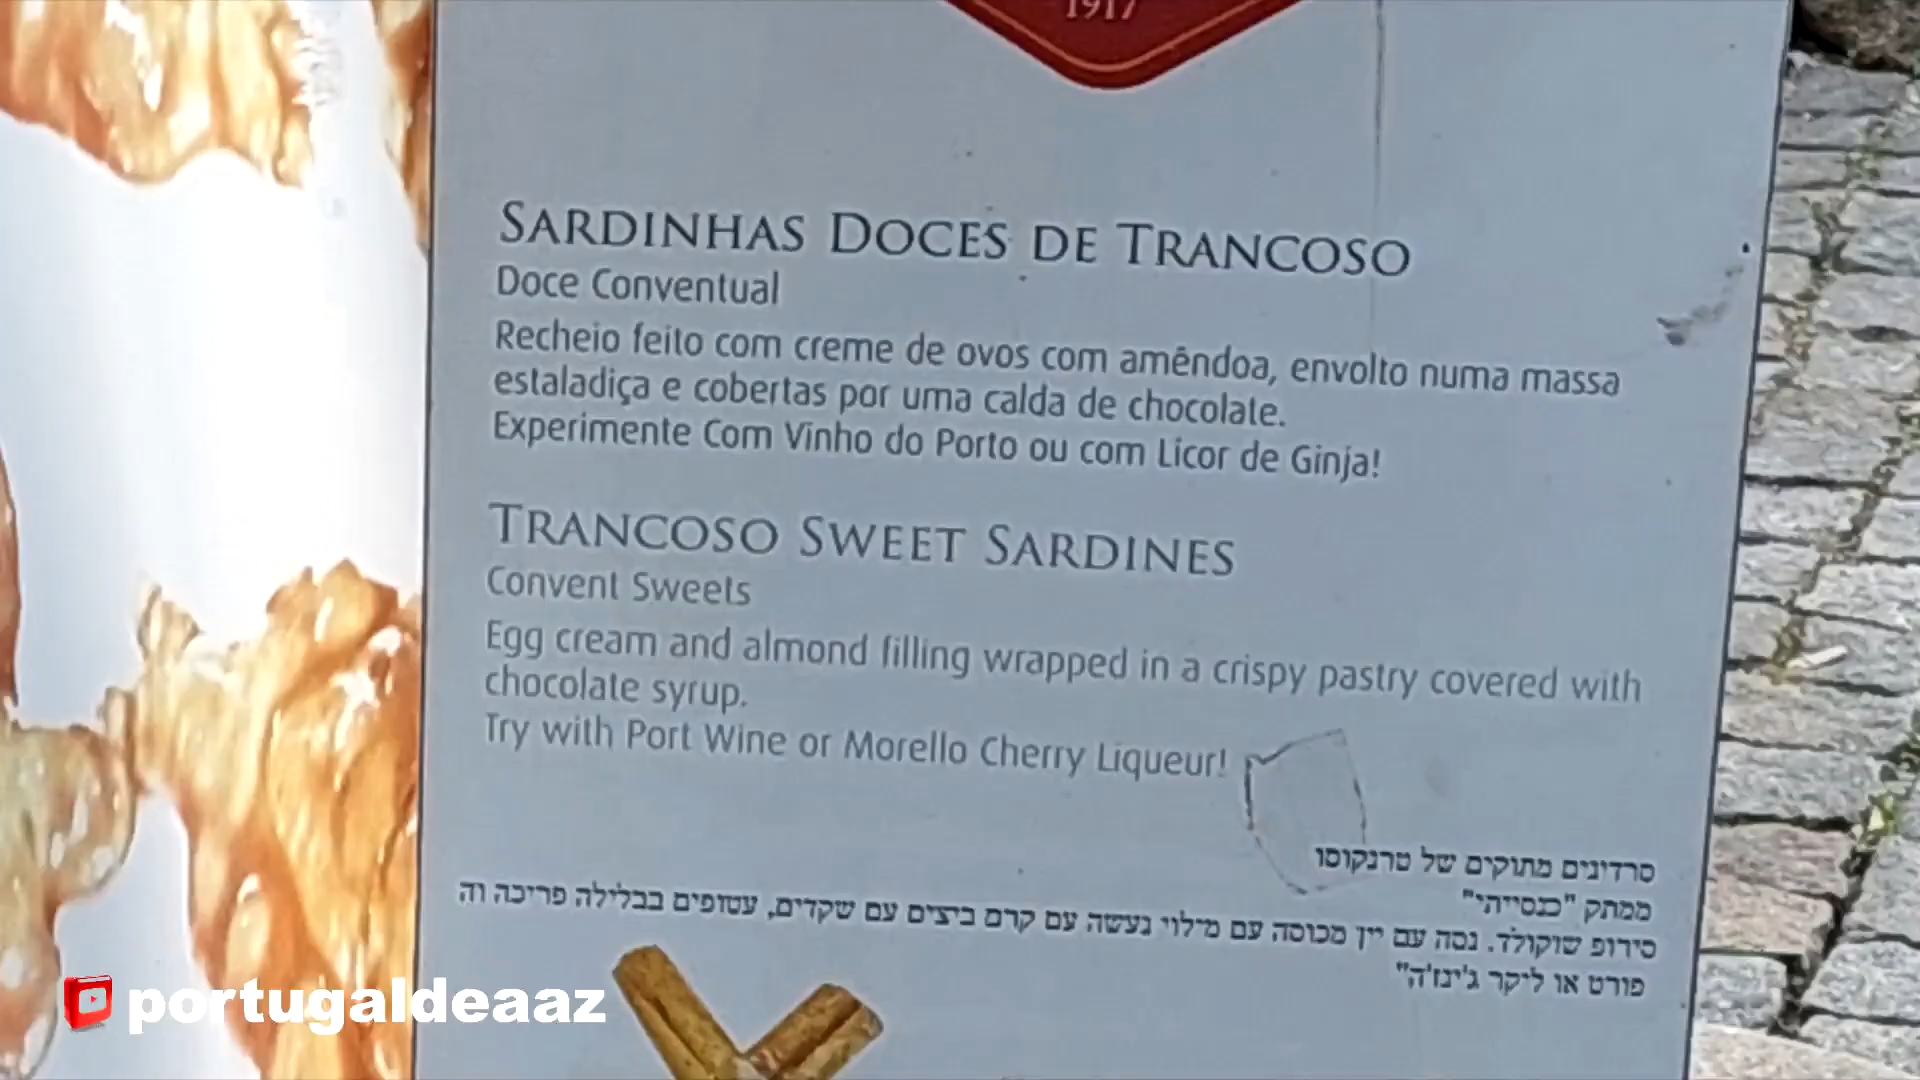 1917
SARDINHAS DOCES DE TRANCOSO
Doce Conventual
Recheio feito com creme de ovos com amêndoa, envolto numa massa
estaladiça e cobertas por uma calda de chocolate.
Experimente Com Vinho do Porto ou com Licor de Ginja!
TRANCOSO SWEET SARDINES
Convent Sweets
Egg cream and almond filling wrapped in a crispy pastry covered with
chocolate syrup.
Try with Port Wine or Morello Cherry Liqueur!
סרדינים מתוקים של טרנקוסו
ממתק "כנסייתי"
סירופ שוקולד. נסה עם יין מכוסה עם מילוי נעשה עם קרם ביצים עם שקדים, עטופים בבלילה פריכה וה
פורט או ליקר ג'ינז'ה"
portugaldeaaz